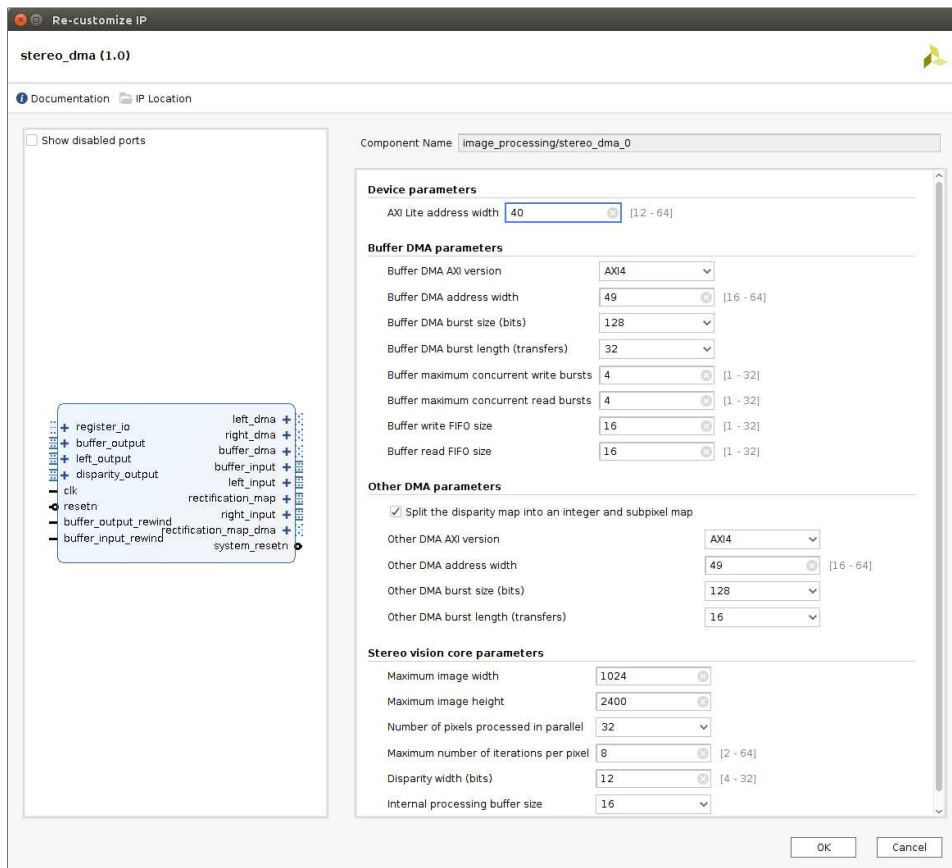 Re-customize IP
stereo_dma (1.0)
Documentation IP Location
Show disabled ports
register_io
buffer_output
left_output
disparity_output
clk
resetn
buffer_output_rewind
buffer_input_rewind
left_dma
right_dma
buffer_dma
buffer_input
left_input
rectification_map
right_input
rectification_map_dma
system_resetn
Component Name image_processing/stereo_dma_0
Device parameters
AXI Lite address width 40 [12 - 64]
Buffer DMA parameters
Buffer DMA AXI version AXI4
Buffer DMA address width 49 [16 - 64]
Buffer DMA burst size (bits) 128
Buffer DMA burst length (transfers) 32
Buffer maximum concurrent write bursts 4 [1 - 32]
Buffer maximum concurrent read bursts 4 [1 - 32]
Buffer write FIFO size 16 [1 - 32]
Buffer read FIFO size 16 [1 - 32]
Other DMA parameters
Split the disparity map into an integer and subpixel map
Other DMA AXI version AXI4
Other DMA address width 49 [16 - 64]
Other DMA burst size (bits) 128
Other DMA burst length (transfers) 16
Stereo vision core parameters
Maximum image width 1024
Maximum image height 2400
Number of pixels processed in parallel 32
Maximum number of iterations per pixel 8 [2 - 64]
Disparity width (bits) 12 [4 - 32]
Internal processing buffer size 16
OK Cancel